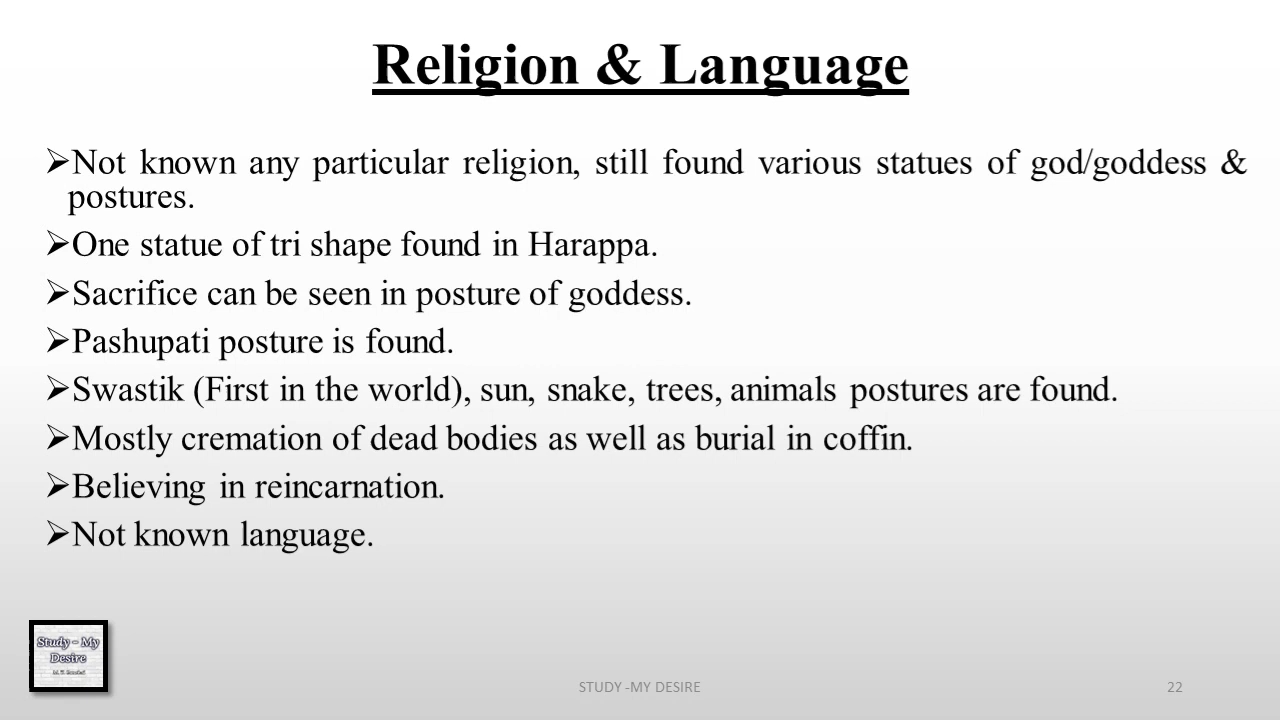 Religion & Language
➢Not known any particular religion, still found various statues of god/goddess &
postures.
➢One statue of tri shape found in Harappa.
➢Sacrifice can be seen in posture of goddess.
➢Pashupati posture is found.
➢Swastik (First in the world), sun, snake, trees, animals postures are found.
➢Mostly cremation of dead bodies as well as burial in coffin.
➢Believing in reincarnation.
➢Not known language.
Study - My
Desire
STUDY -MY DESIRE
22